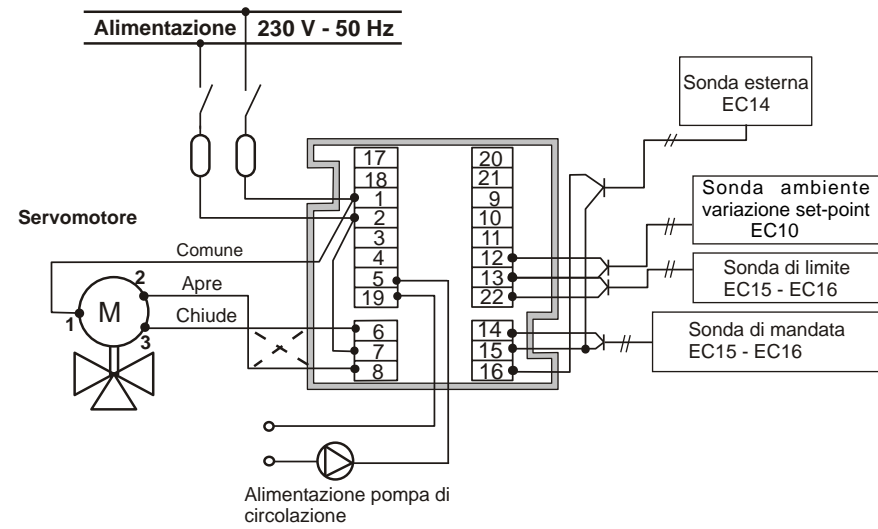 Alimentazione 230 V - 50 Hz
Sonda esterna
EC14
Sonda ambiente
variazione set-point
EC10
Sonda di limite
EC15 - EC16
Sonda di mandata
EC15 - EC16
Servomotore
Comune
Apre
Chiude
M
1
2
3
17
18
1
2
3
4
5
19
6
7
8
20
21
9
10
11
12
13
22
14
15
16
Alimentazione pompa di
circolazione